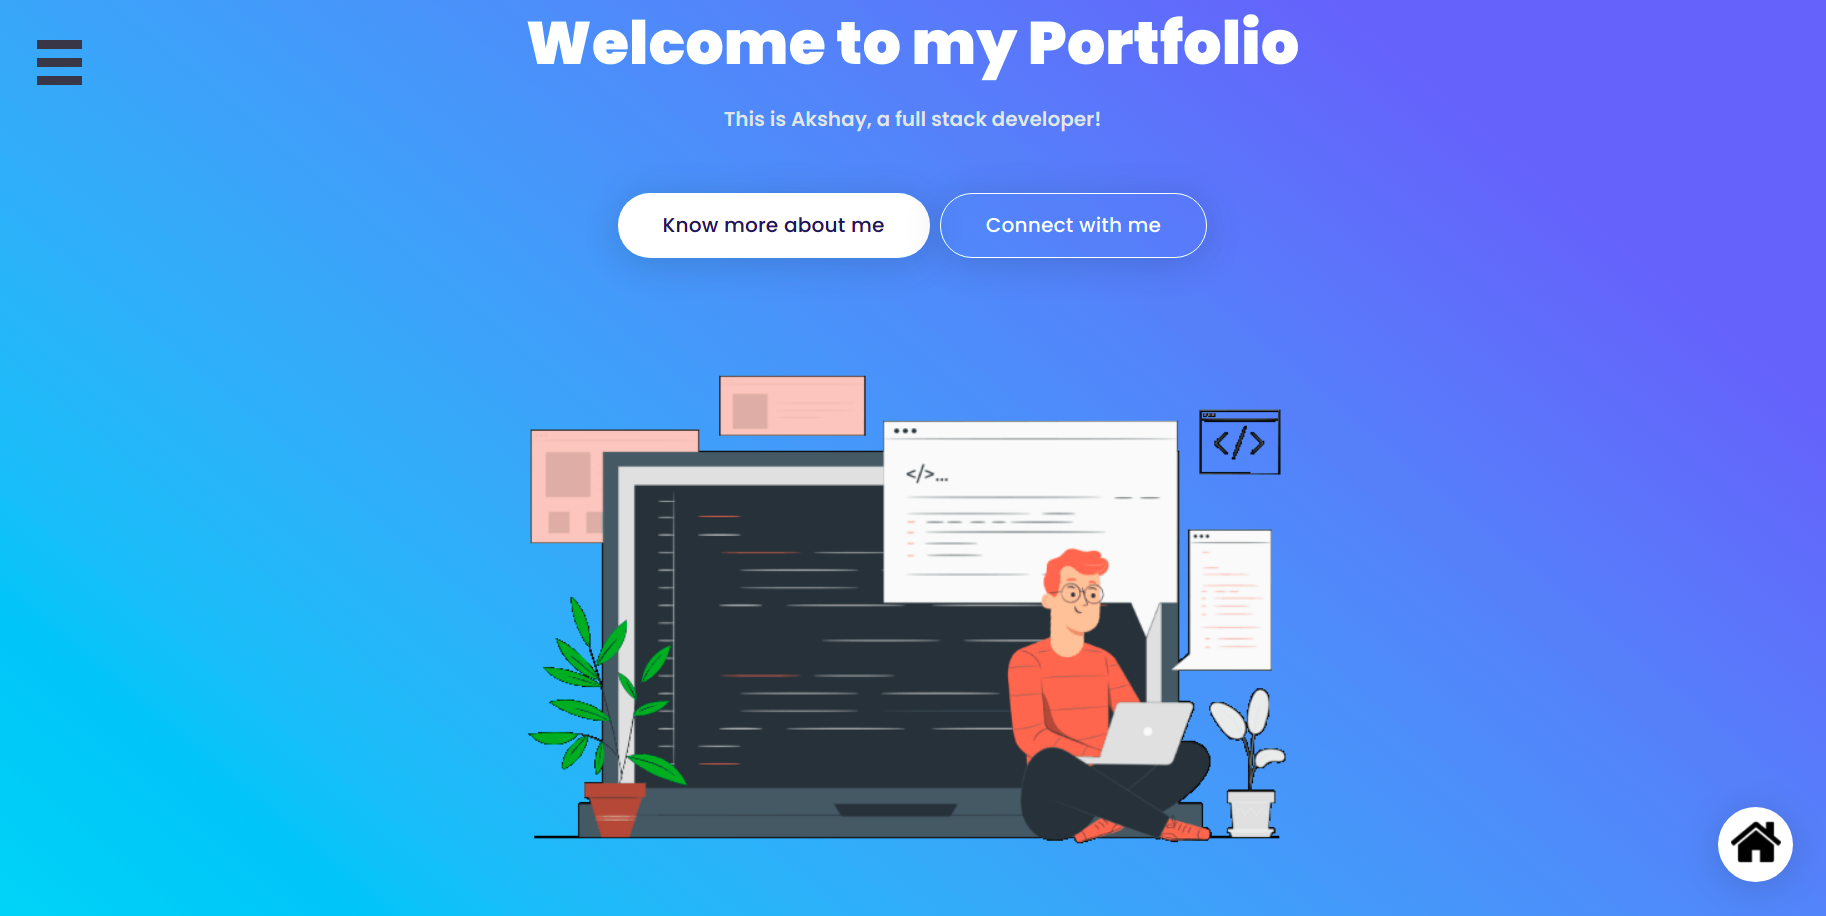 Welcome to my Portfolio
This is Akshay, a full stack developer!
Know more about me
Connect with me
</>...
</>